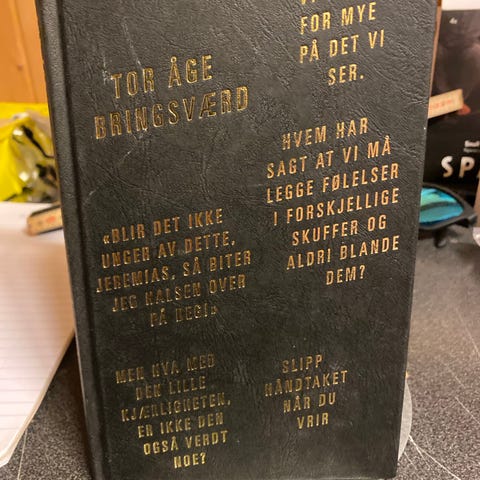 FOR MYE
PÅ DET VI
SER.
TOR ÅGE
BRINGSVÆRD
HVEM HAR
SAGT AT VI MÅ
LEGGE FØLELSER
I FORSKJELLIGE
SKUFFER OG
ALDRI BLANDE
DEM?
«BLIR DET IKKE
UNGER AV DETTE,
JEREMIAS, SÅ BITER
JEG HALSEN OVER
PÅ DEG!»
MEN HVA MED
DEN LILLE
KJÆRLIGHETEN,
ER IKKE DEN
OGSÅ VERDT
NOE?
SLIPP
HÅNDTAKET
NÅR DU
VRIR
SPA